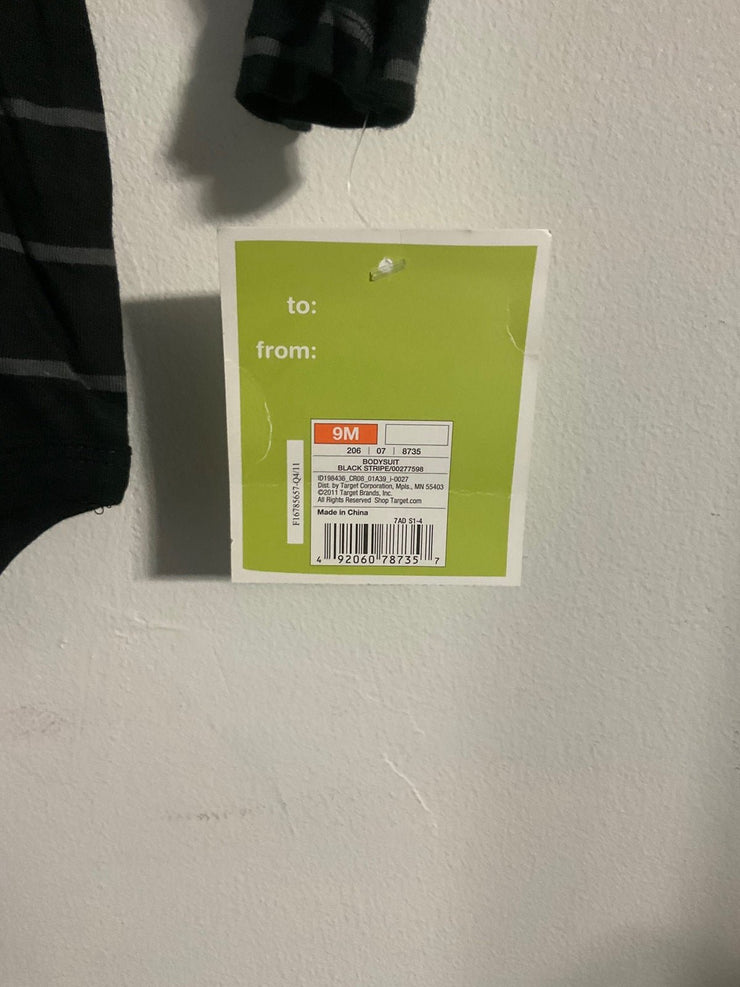 to:
from:
9M
206 | 07 | 8735
BODYSUIT
BLACK STRIPE/00277598
ID198436_CR08_01A39_J-0027
Dist. by Target Corporation, Mpls., MN 55403
©2011 Target Brands, Inc.
All Rights Reserved Shop Target.com
Made in China
7AD S1-4
4 92060 78735 7
F16785657-Q4/11